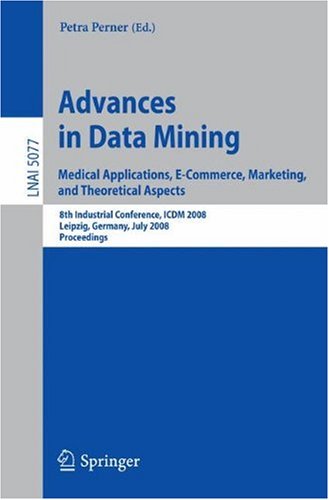 Petra Perner (Ed.)
LNAI 5077
Advances
in Data Mining
Medical Applications, E-Commerce, Marketing,
and Theoretical Aspects
8th Industrial Conference, ICDM 2008
Leipzig, Germany, July 2008
Proceedings
Springer